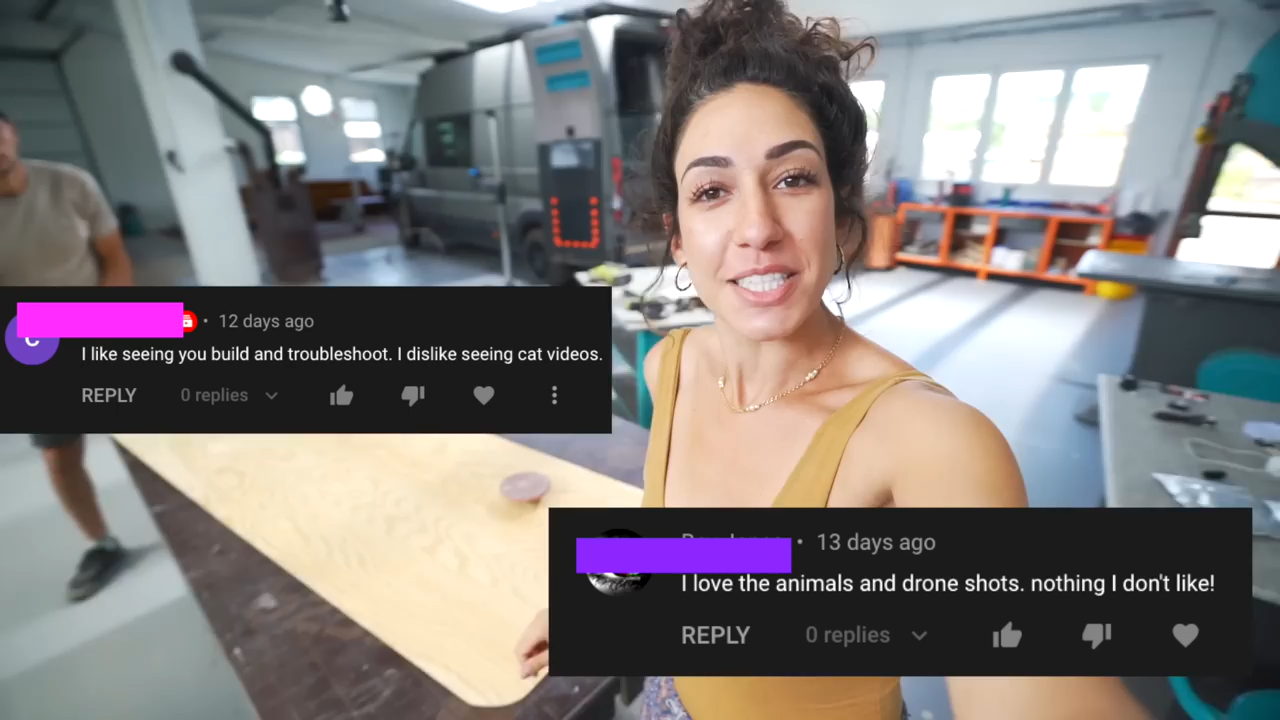 12 days ago
I like seeing you build and troubleshoot. I dislike seeing cat videos.
REPLY 0 replies
13 days ago
I love the animals and drone shots. nothing I don't like!
REPLY 0 replies